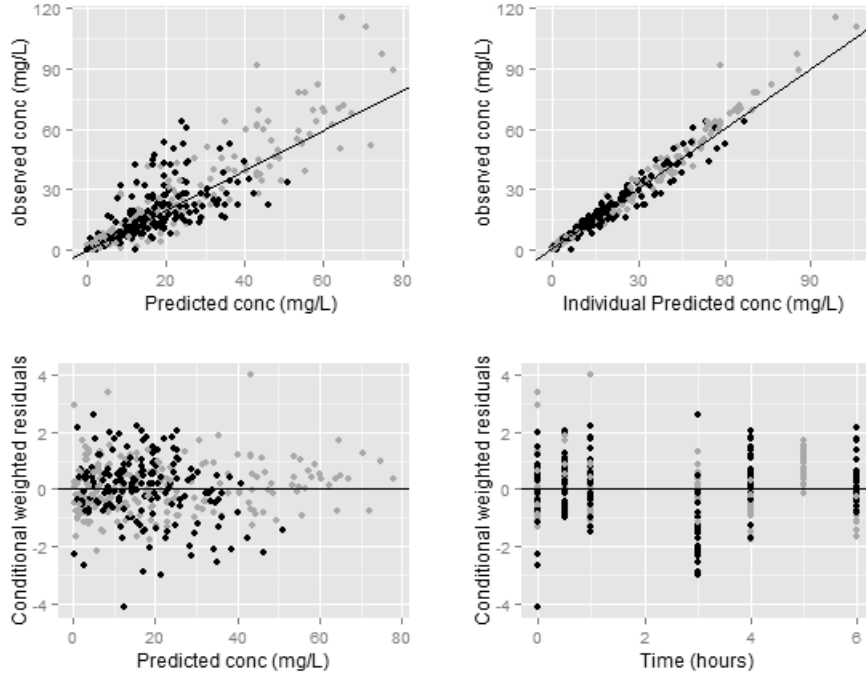 120
90
60
30
0
observed conc (mg/L)
0 20 40 60 80
Predicted conc (mg/L)
120
90
60
30
0
observed conc (mg/L)
0 30 60 90
Individual Predicted conc (mg/L)
4
2
0
-2
-4
Conditional weighted residuals
0 20 40 60 80
Predicted conc (mg/L)
4
2
0
-2
-4
Conditional weighted residuals
0 2 4 6
Time (hours)